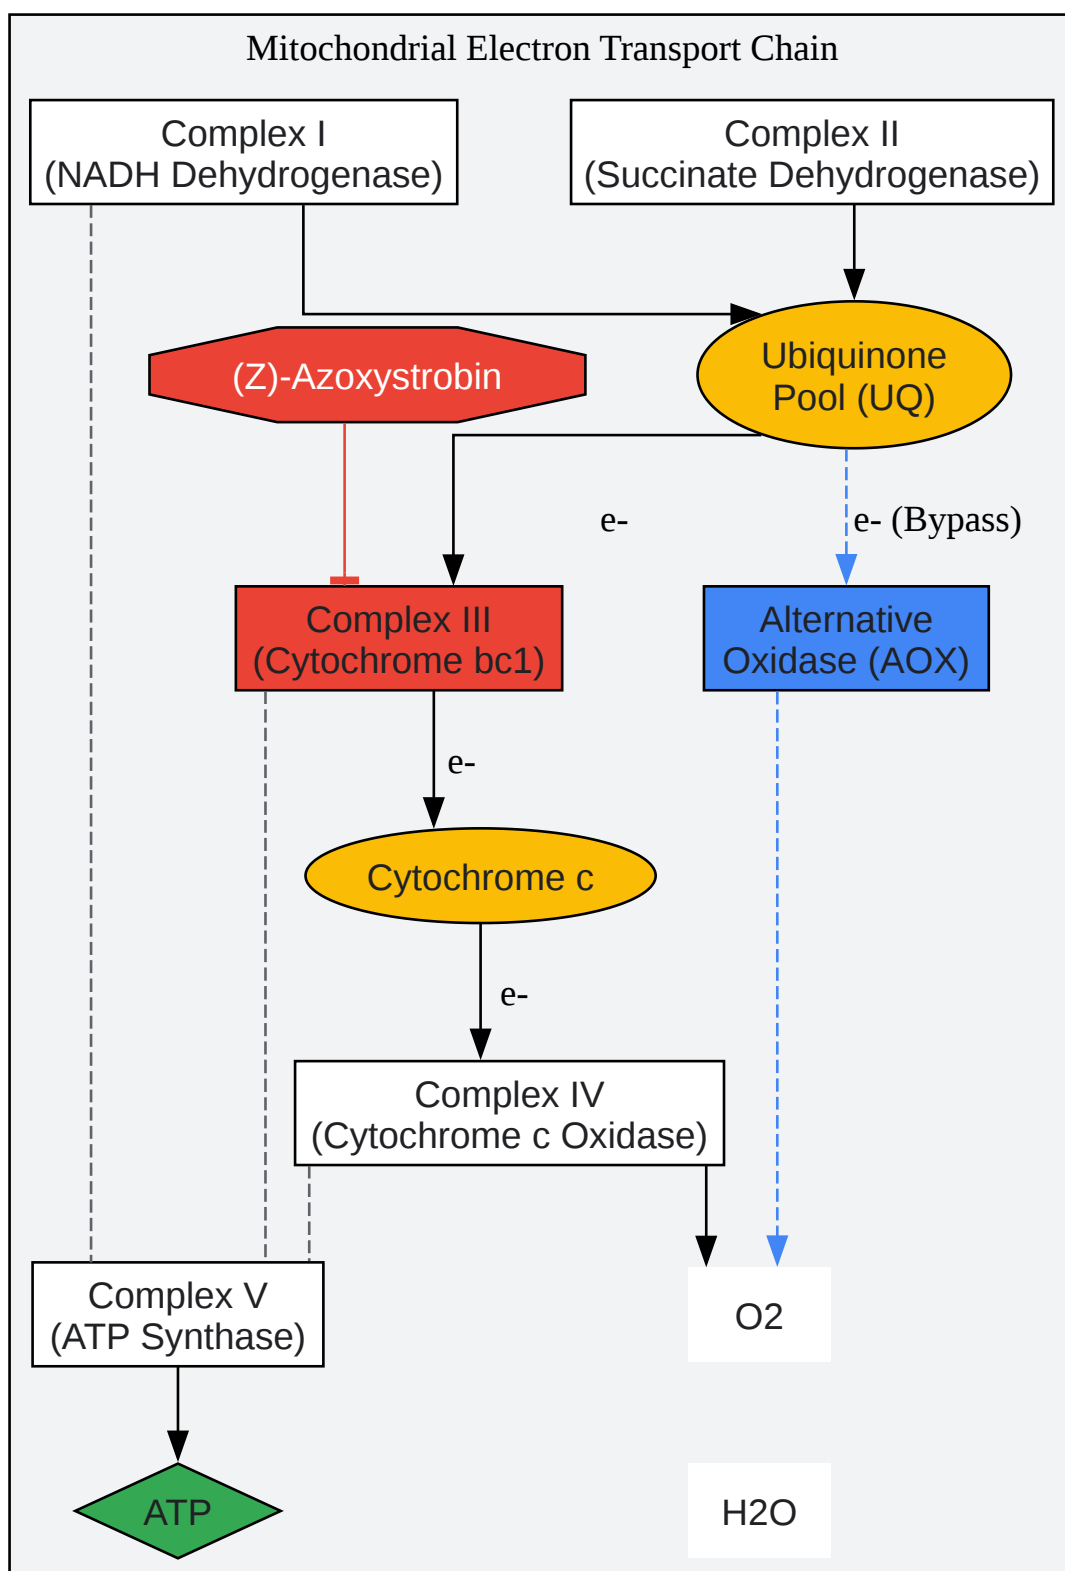 Mitochondrial Electron Transport Chain
Complex I
(NADH Dehydrogenase)
Complex II
(Succinate Dehydrogenase)
(Z)-Azoxystrobin
Ubiquinone
Pool (UQ)
e-
e- (Bypass)
Complex III
(Cytochrome bc1)
Alternative
Oxidase (AOX)
e-
Cytochrome c
e-
Complex IV
(Cytochrome c Oxidase)
Complex V
(ATP Synthase)
O2
ATP
H2O